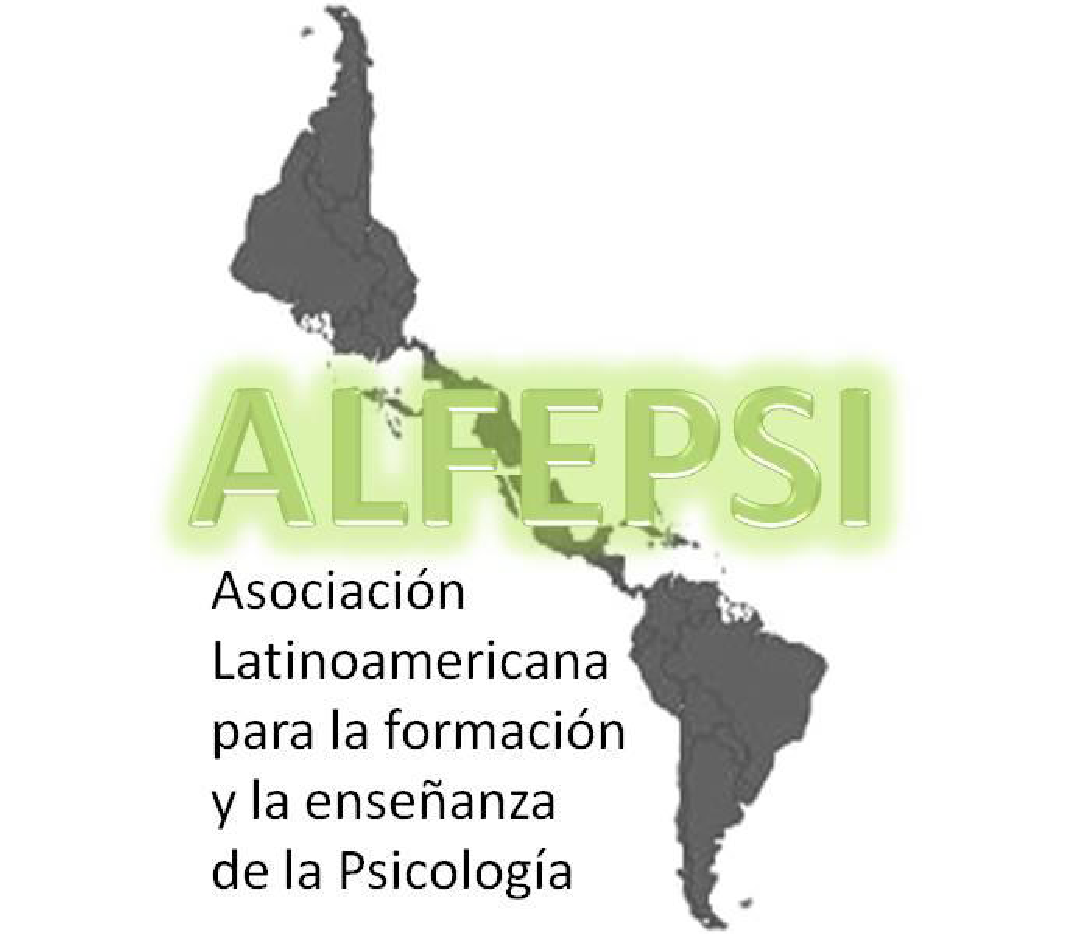 ALFEPSI
Asociación
Latinoamericana
para la formación
y la enseñanza
de la Psicología